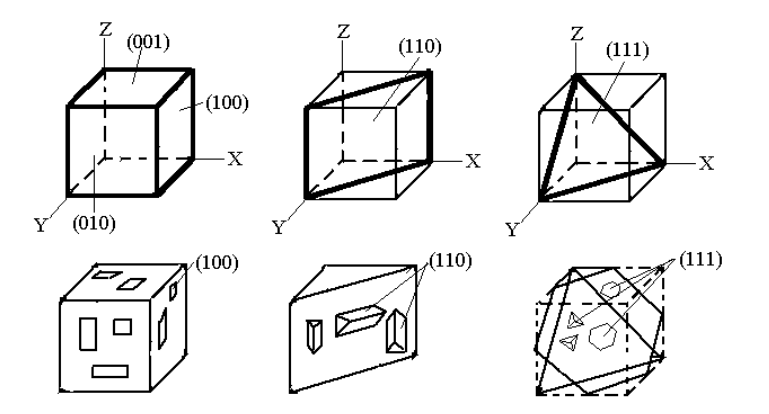 Z
(001)
(100)
X
(010)
Y
Z
(110)
X
Y
Z
(111)
X
Y
(100)
(110)
(111)